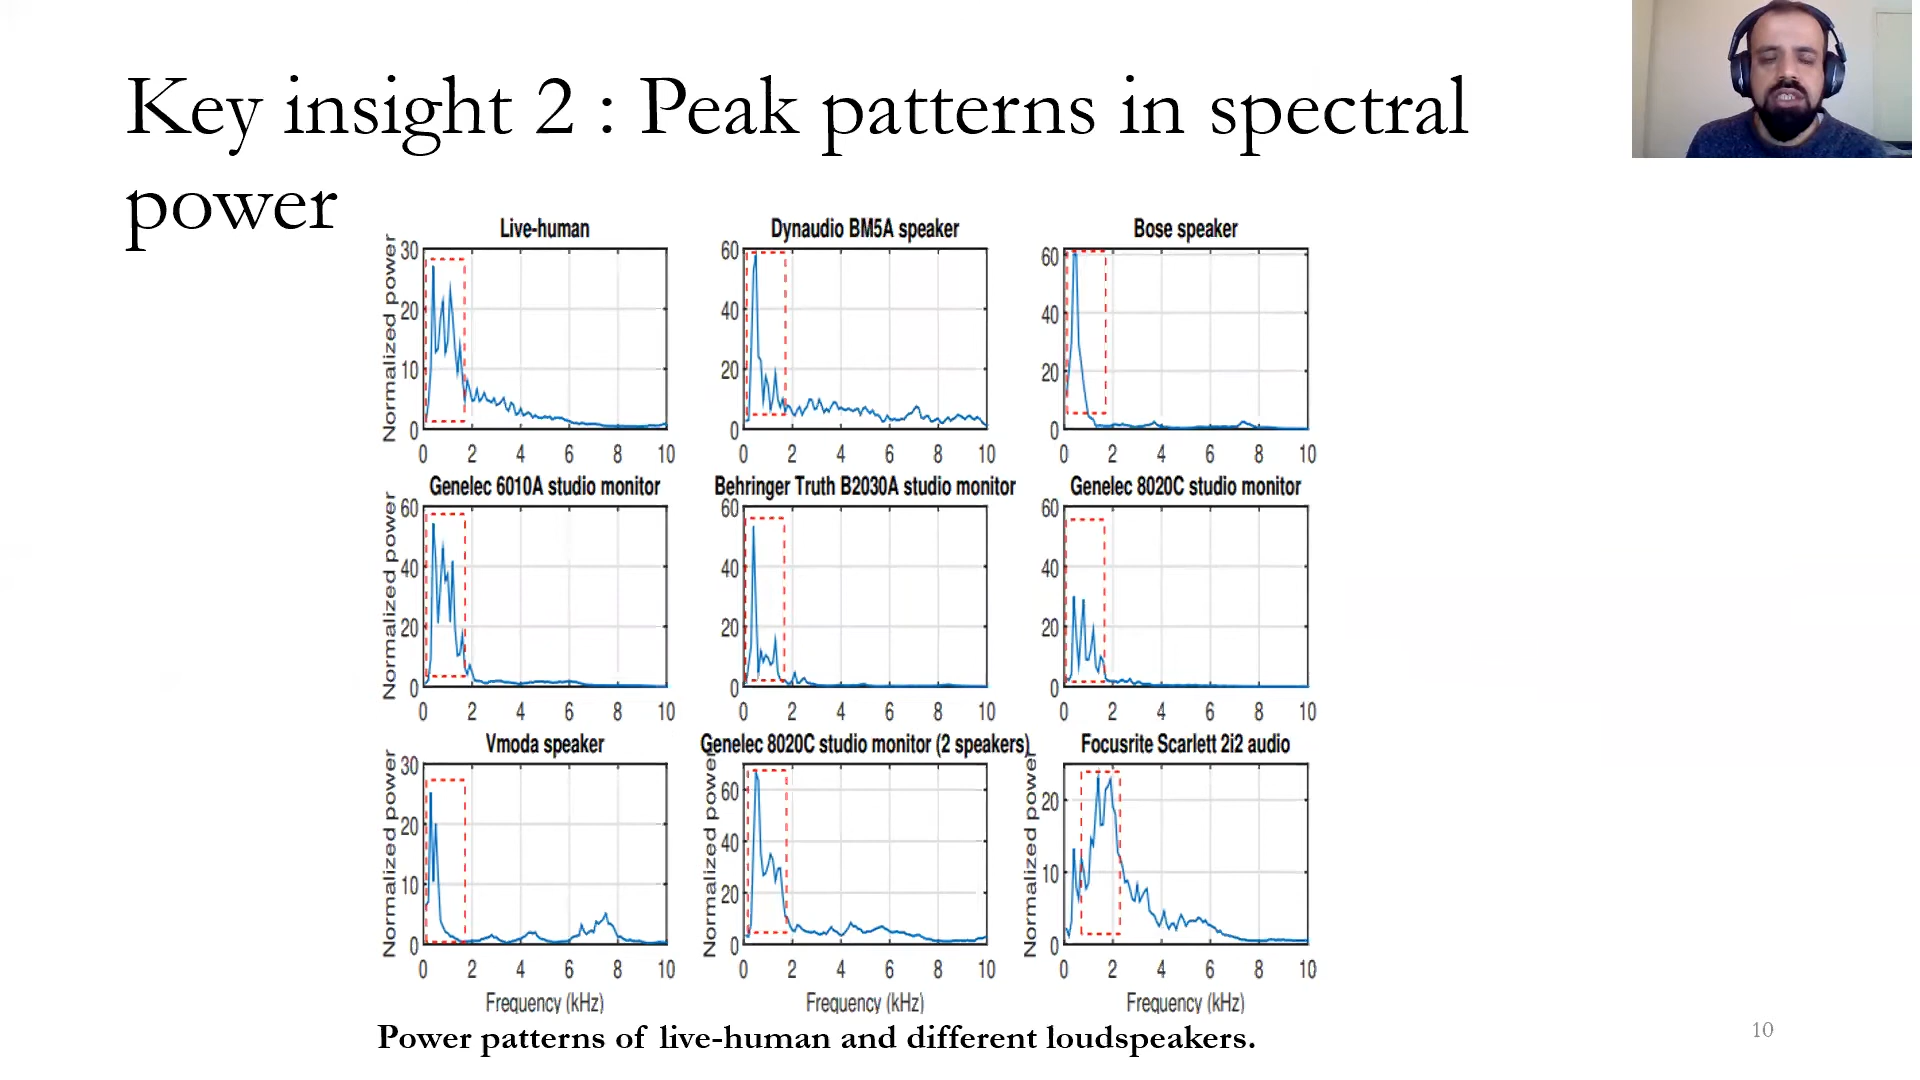 Key insight 2 : Peak patterns in spectral
power
Live-human
Dynaudio BM5A speaker
Bose speaker
Normalized power
30
20
10
0
0 2 4 6 8 10
60
40
20
0
0 2 4 6 8 10
60
40
20
0
0 2 4 6 8 10
Genelec 6010A studio monitor
Behringer Truth B2030A studio monitor
Genelec 8020C studio monitor
Normalized power
60
40
20
0
0 2 4 6 8 10
60
40
20
0
0 2 4 6 8 10
60
40
20
0
0 2 4 6 8 10
Vmoda speaker
Genelec 8020C studio monitor (2 speakers)
Focusrite Scarlett 2i2 audio
Normalized power
30
20
10
0
0 2 4 6 8 10
Frequency (kHz)
Normalized power
60
40
20
0
0 2 4 6 8 10
Frequency (kHz)
Normalized power
20
10
0
0 2 4 6 8 10
Frequency (kHz)
Power patterns of live-human and different loudspeakers.
10